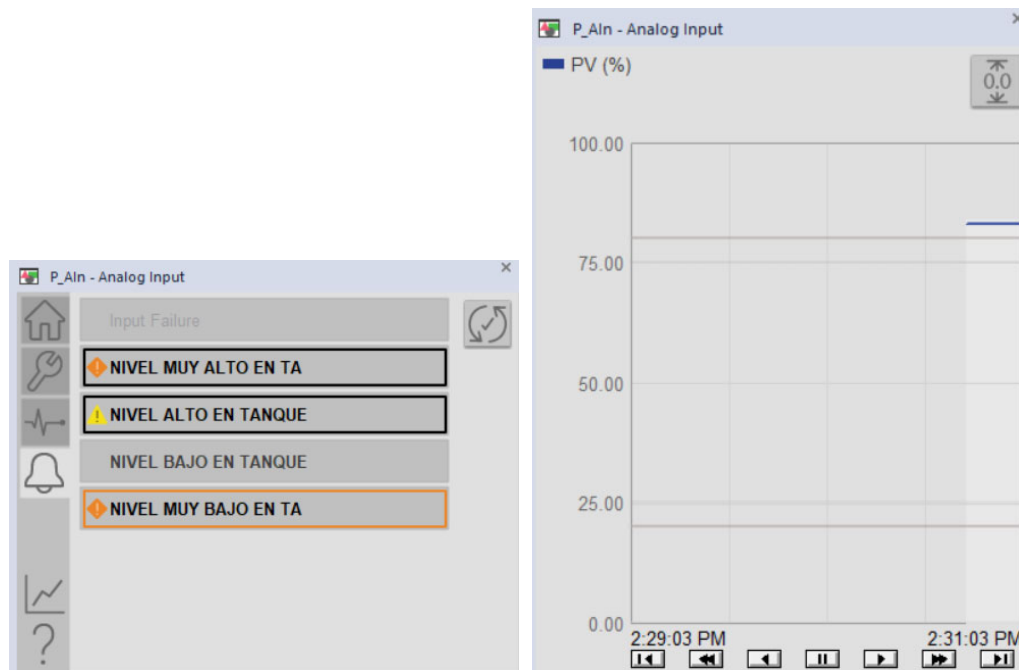 P_AIn - Analog Input
Input Failure
NIVEL MUY ALTO EN TA
NIVEL ALTO EN TANQUE
NIVEL BAJO EN TANQUE
NIVEL MUY BAJO EN TA
?
P_AIn - Analog Input
PV (%)
0.0
100.00
75.00
50.00
25.00
0.00
2:29:03 PM 2:31:03 PM